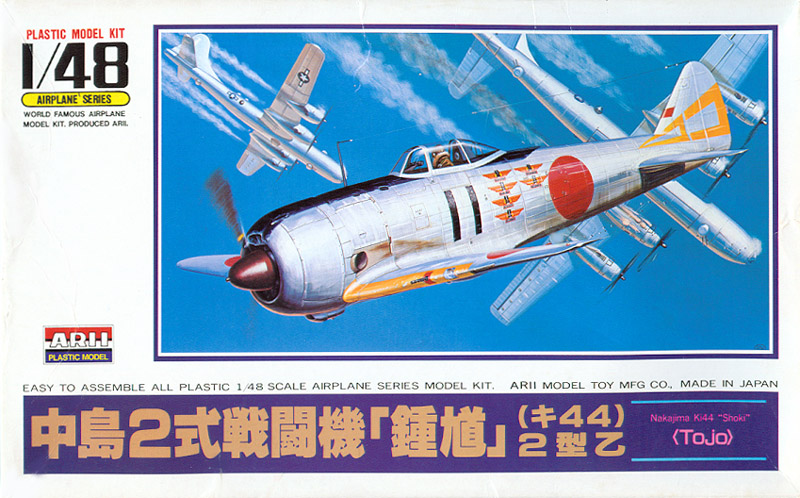 PLASTIC MODEL KIT
1/48
AIRPLANE SERIES
WORLD FAMOUS AIRPLANE
MODEL KIT. PRODUCED ARII.
ARII
PLASTIC MODEL
EASY TO ASSEMBLE ALL PLASTIC 1/48 SCALE AIRPLANE SERIES MODEL KIT. ARII MODEL TOY MFG CO., MADE IN JAPAN
中島2式戦闘機「鍾馗」(キ44)2型乙
Nakajima Ki44 "Shoki"
〈Tojo〉